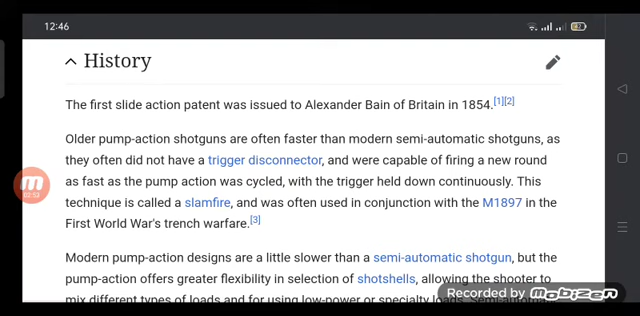 12:46
History
The first slide action patent was issued to Alexander Bain of Britain in 1854.[1][2]
Older pump-action shotguns are often faster than modern semi-automatic shotguns, as
they often did not have a trigger disconnector, and were capable of firing a new round
as fast as the pump action was cycled, with the trigger held down continuously. This
technique is called a slamfire, and was often used in conjunction with the M1897 in the
First World War's trench warfare.[3]
Modern pump-action designs are a little slower than a semi-automatic shotgun, but the
pump-action offers greater flexibility in selection of shotshells, allowing the shooter to
mix different types of loads and for using low-power or specialty loads. Semi-automatic
Recorded by Mobizen